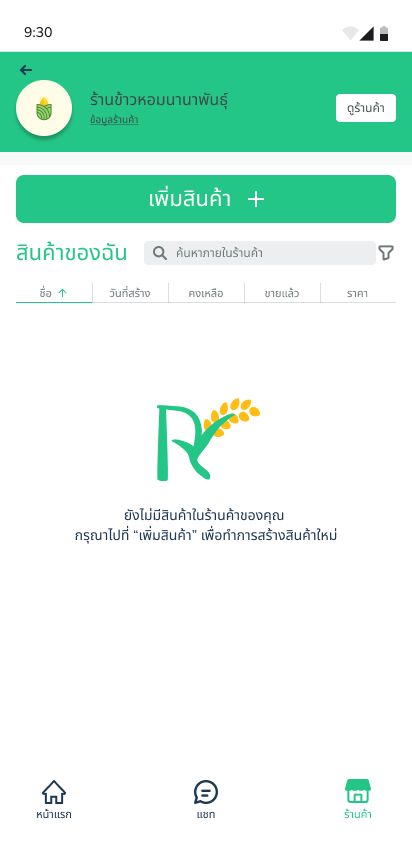 9:30
ร้านข้าวหอมนานาพันธุ์
ข้อมูลร้านค้า
ดูร้านค้า
เพิ่มสินค้า
สินค้าของฉัน
ค้นหาภายในร้านค้า
ชื่อ
วันที่สร้าง
คงเหลือ
ขายแล้ว
ราคา
ยังไม่มีสินค้าในร้านค้าของคุณ
กรุณาไปที่ “เพิ่มสินค้า” เพื่อทำการสร้างสินค้าใหม่
หน้าแรก
แชท
ร้านค้า